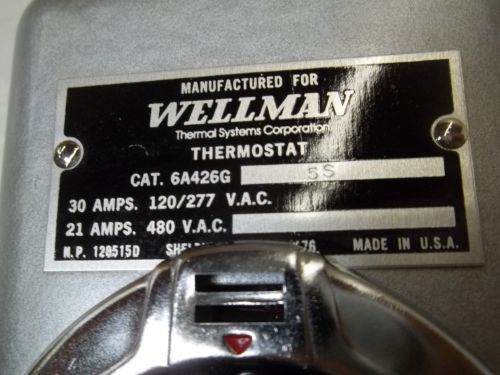 MANUFACTURED FOR
WELLMAN
Thermal Systems Corporation
THERMOSTAT
CAT. 6A426G 5S
30 AMPS. 120/277 V.A.C.
21 AMPS. 480 V.A.C.
N.P. 120515D MADE IN U.S.A.